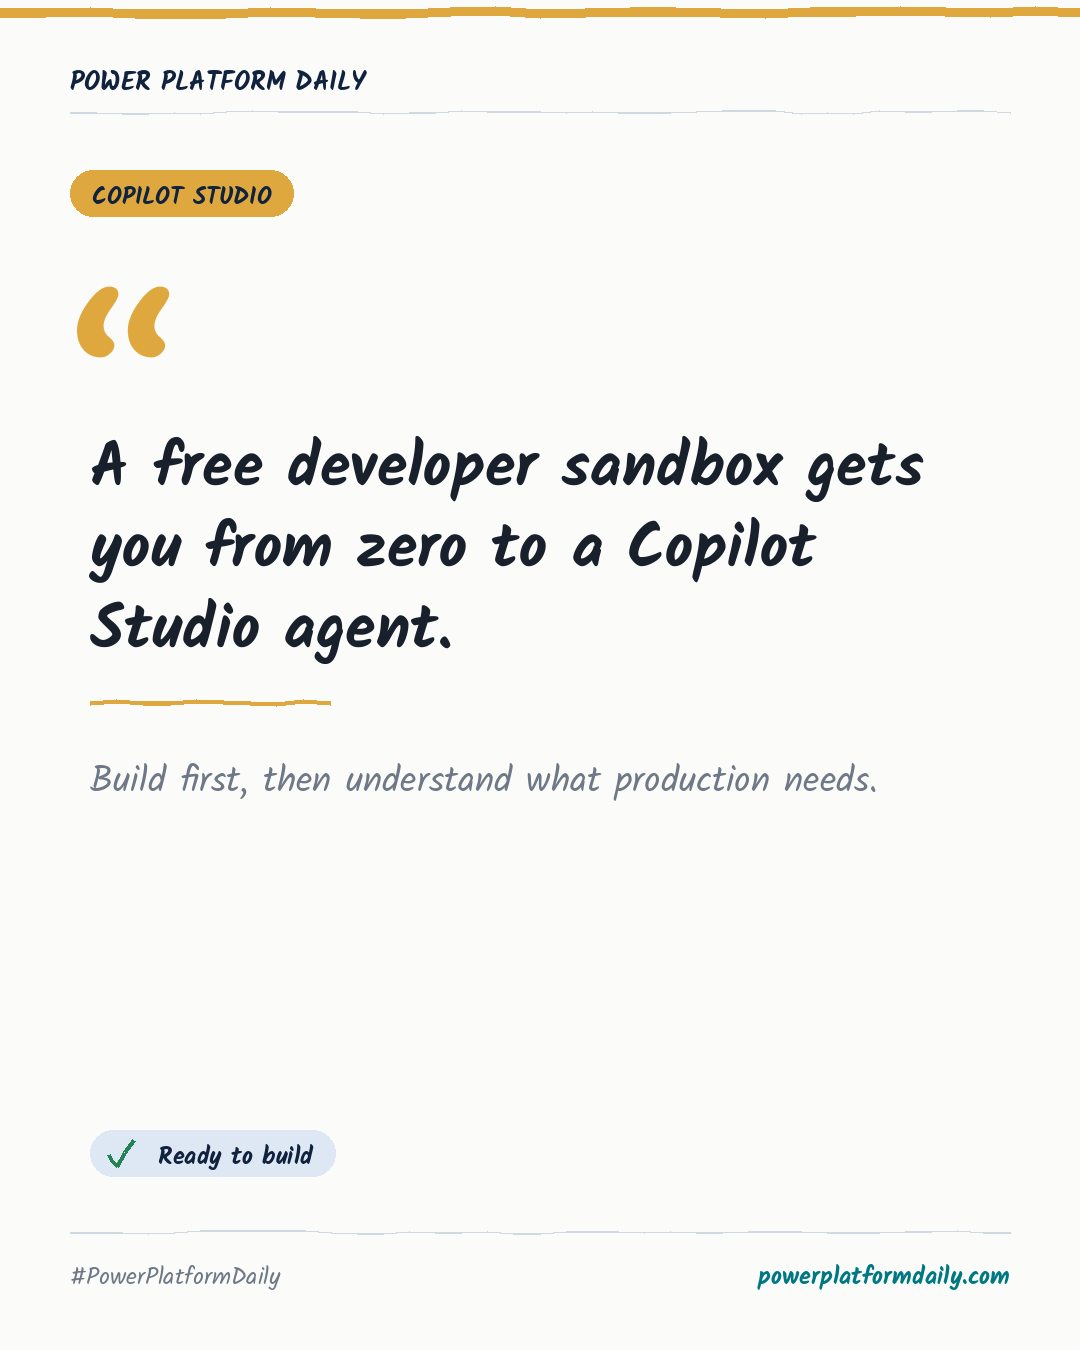 POWER PLATFORM DAILY
COPILOT STUDIO
“
A free developer sandbox gets
you from zero to a Copilot
Studio agent.
Build first, then understand what production needs.
✓ Ready to build
#PowerPlatformDaily
powerplatformdaily.com